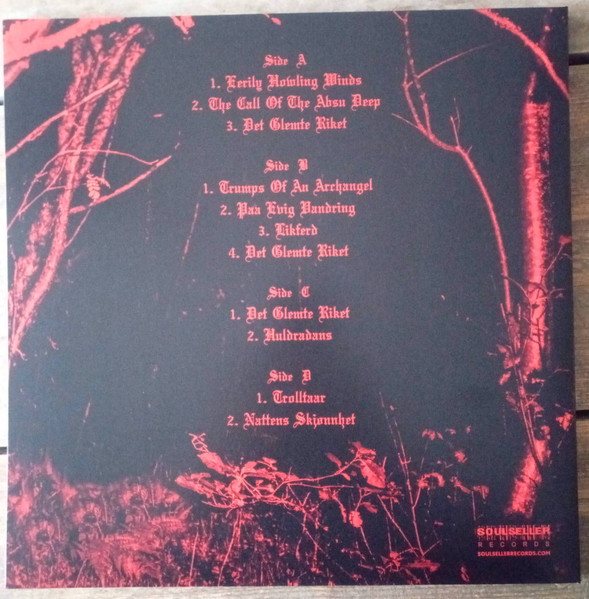 Side A
1. Eerily Howling Winds
2. The Call Of The Absu Deep
3. Det Glemte Riket
Side B
1. Trumps Of An Archangel
2. Paa Evig Vandring
3. Likferd
4. Det Glemte Riket
Side C
1. Det Glemte Riket
2. Huldradans
Side D
1. Trolltaar
2. Nattens Skjønnhet
SOULSELLER
RECORDS
SOULSELLERRECORDS.COM